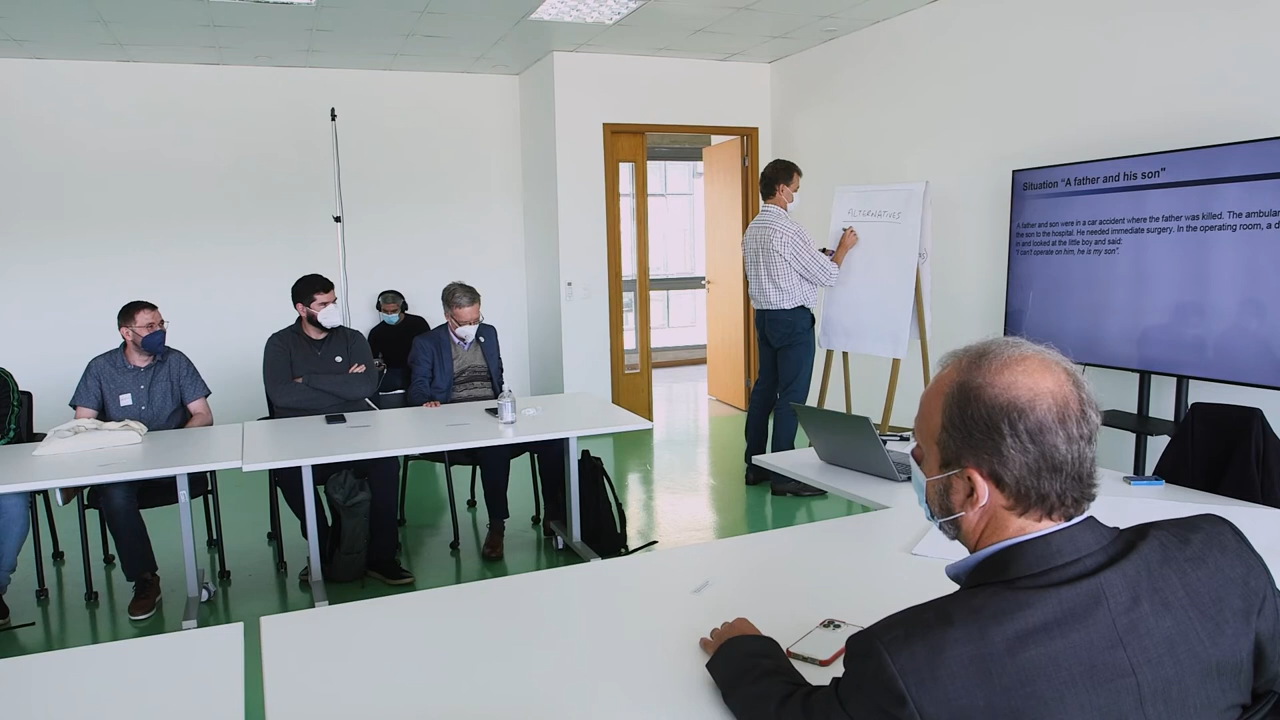 ALTERNATIVES
Situation "A father and his son"
A father and son were in a car accident where the father was killed. The ambulan
the son to the hospital. He needed immediate surgery. In the operating room, a d
in and looked at the little boy and said:
"I can't operate on him, he is my son".